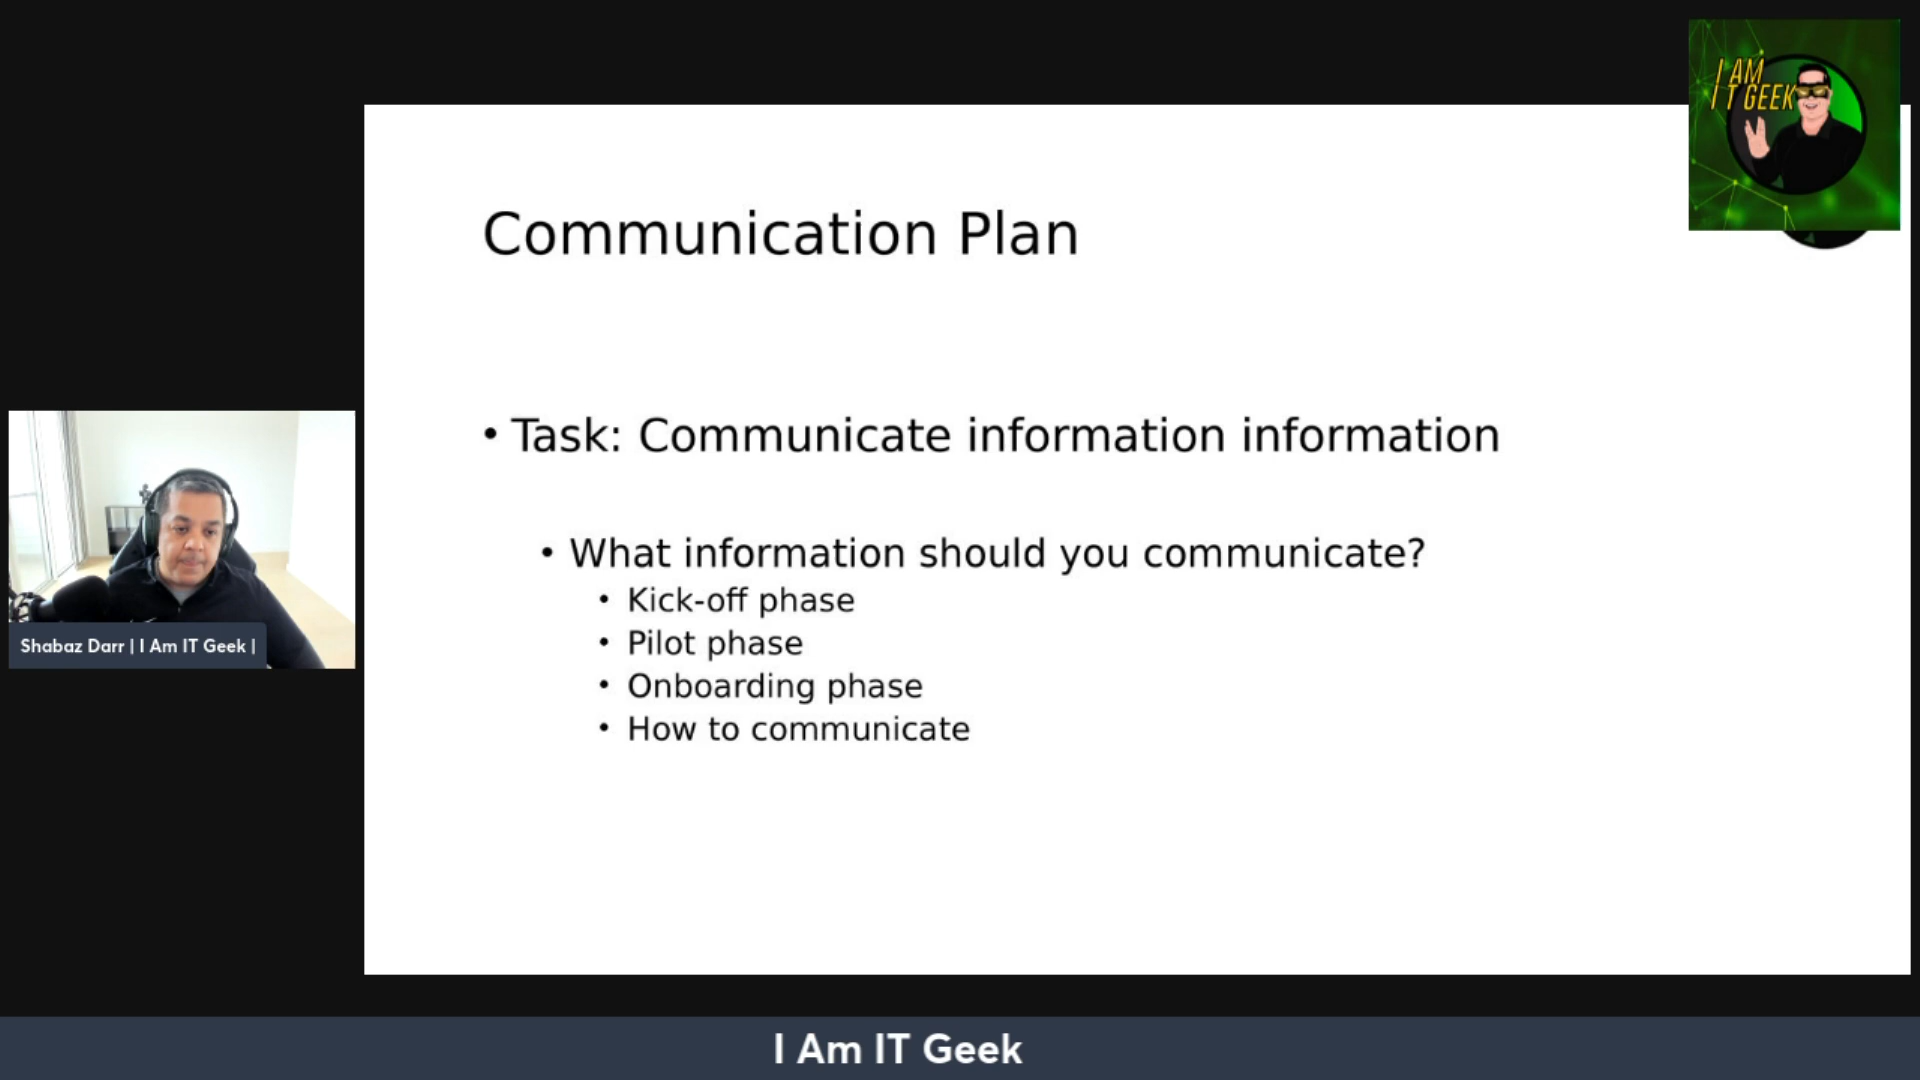 I AM
IT GEEK
Communication Plan
• Task: Communicate information information
• What information should you communicate?
• Kick-off phase
• Pilot phase
• Onboarding phase
• How to communicate
Shabaz Darr | I Am IT Geek |
I Am IT Geek